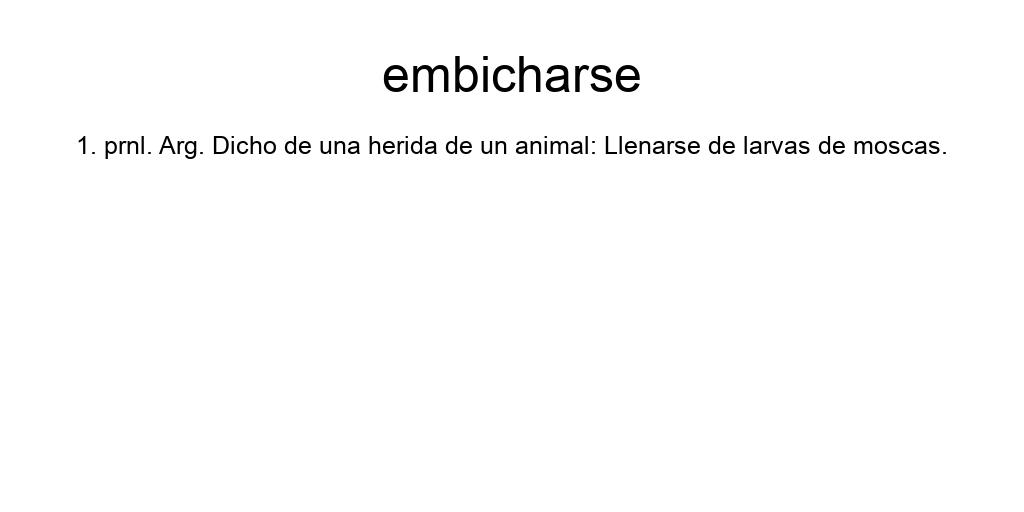 embicharse
1. prnl. Arg. Dicho de una herida de un animal: Llenarse de larvas de moscas.